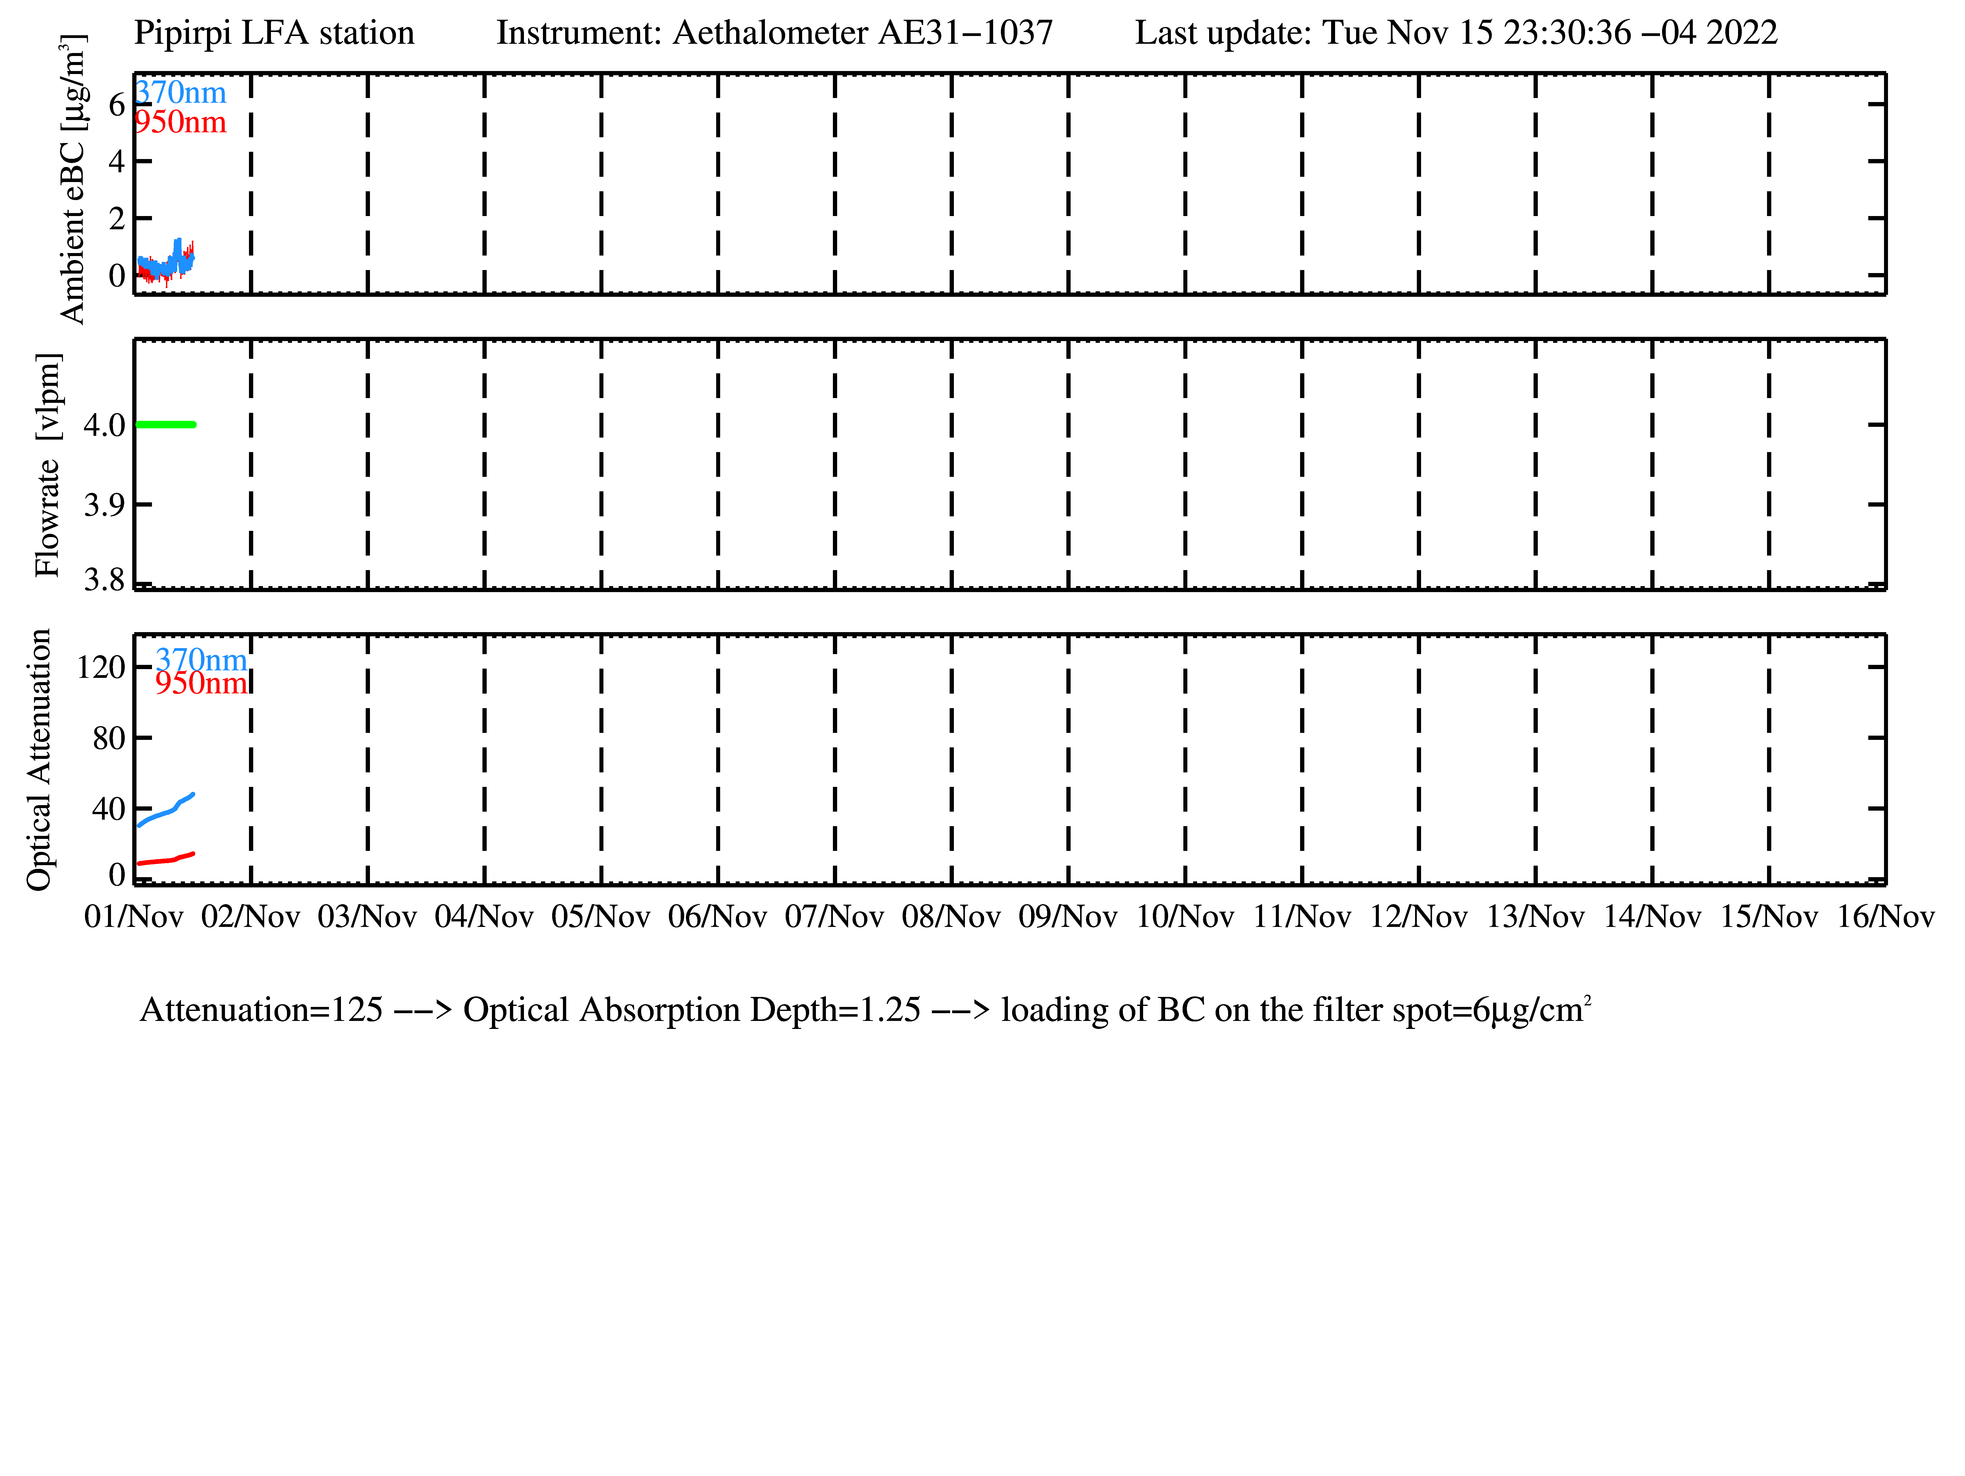 Pipirpi LFA station Instrument: Aethalometer AE31−1037 Last update: Tue Nov 15 23:30:36 −04 2022
Ambient eBC [µg/m³]
6
4
2
0
370nm
950nm
Flowrate [vlpm]
4.0
3.9
3.8
Optical Attenuation
120
80
40
0
370nm
950nm
01/Nov 02/Nov 03/Nov 04/Nov 05/Nov 06/Nov 07/Nov 08/Nov 09/Nov 10/Nov 11/Nov 12/Nov 13/Nov 14/Nov 15/Nov 16/Nov
Attenuation=125 −−> Optical Absorption Depth=1.25 −−> loading of BC on the filter spot=6µg/cm²